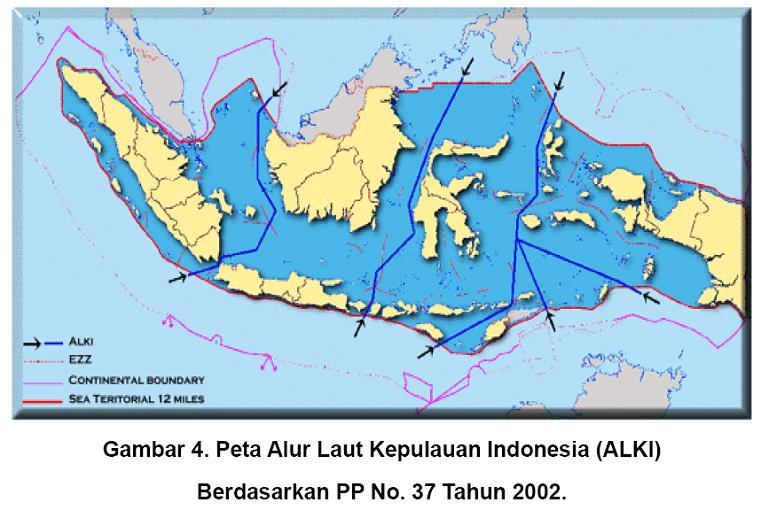 ALKI
EZZ
CONTINENTAL BOUNDARY
SEA TERITORIAL 12 MILES
Gambar 4. Peta Alur Laut Kepulauan Indonesia (ALKI)
Berdasarkan PP No. 37 Tahun 2002.